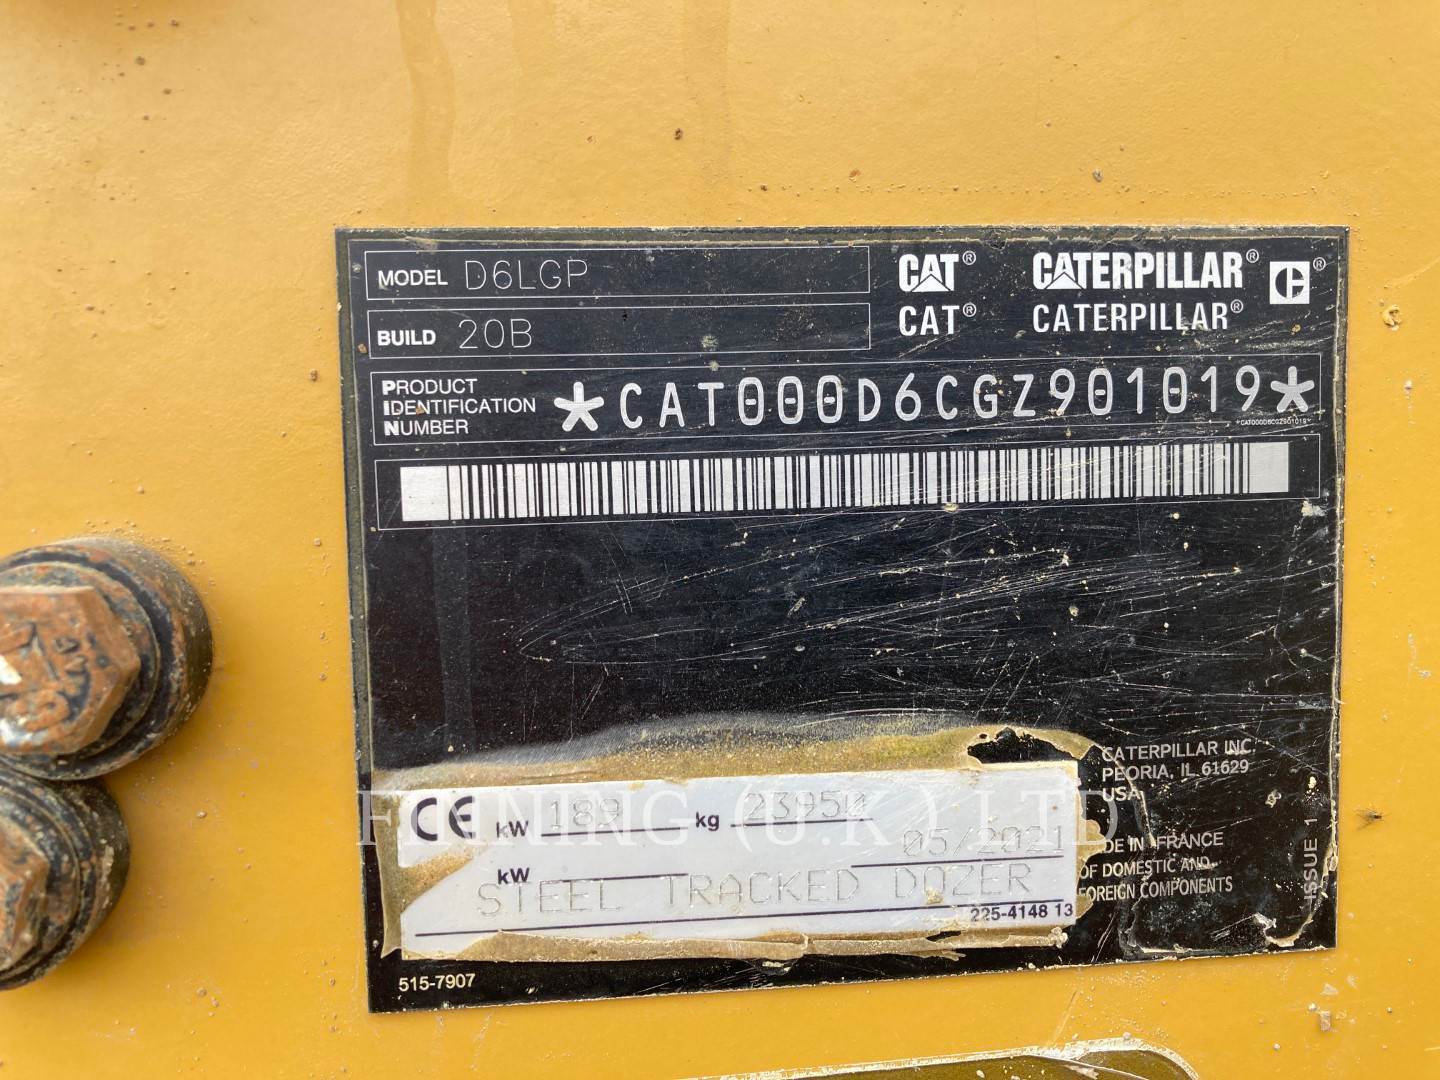 MODEL D6LGP
BUILD 20B
CAT® CATERPILLAR® ®
CAT® CATERPILLAR®
PRODUCT
IDENTIFICATION
NUMBER
*CAT000D6CGZ901019*
*CAT000D6CGZ901019*
CATERPILLAR INC.
PEORIA, IL 61629
USA
CE kW 189 kg 23950
05/2021
kW
STEEL TRACKED DOZER
225-4148 13
DE IN FRANCE
OF DOMESTIC AND
FOREIGN COMPONENTS
ISSUE 1
515-7907
FINNING (U.K.) LTD